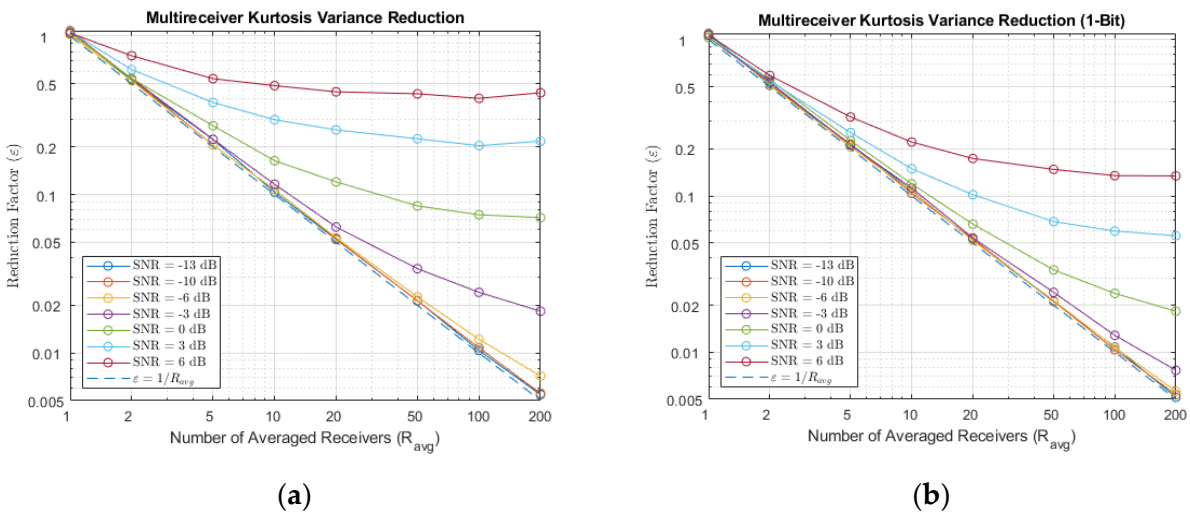 Multireceiver Kurtosis Variance Reduction
1
0.5
0.2
0.1
0.05
0.02
0.01
0.005
Reduction Factor (ε)
SNR = -13 dB
SNR = -10 dB
SNR = -6 dB
SNR = -3 dB
SNR = 0 dB
SNR = 3 dB
SNR = 6 dB
ε = 1/R_avg
1 2 5 10 20 50 100 200
Number of Averaged Receivers (R_avg)
(a)
Multireceiver Kurtosis Variance Reduction (1-Bit)
1
0.5
0.2
0.1
0.05
0.02
0.01
0.005
Reduction Factor (ε)
SNR = -13 dB
SNR = -10 dB
SNR = -6 dB
SNR = -3 dB
SNR = 0 dB
SNR = 3 dB
SNR = 6 dB
ε = 1/R_avg
1 2 5 10 20 50 100 200
Number of Averaged Receivers (R_avg)
(b)